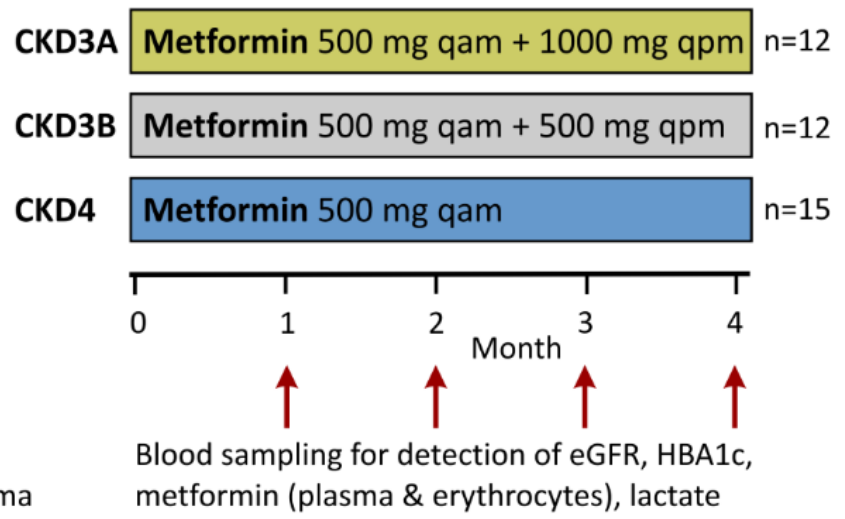 CKD3A Metformin 500 mg qam + 1000 mg qpm n=12
CKD3B Metformin 500 mg qam + 500 mg qpm n=12
CKD4 Metformin 500 mg qam n=15
0 1 2 3 4
Month
Blood sampling for detection of eGFR, HBA1c,
ma metformin (plasma & erythrocytes), lactate